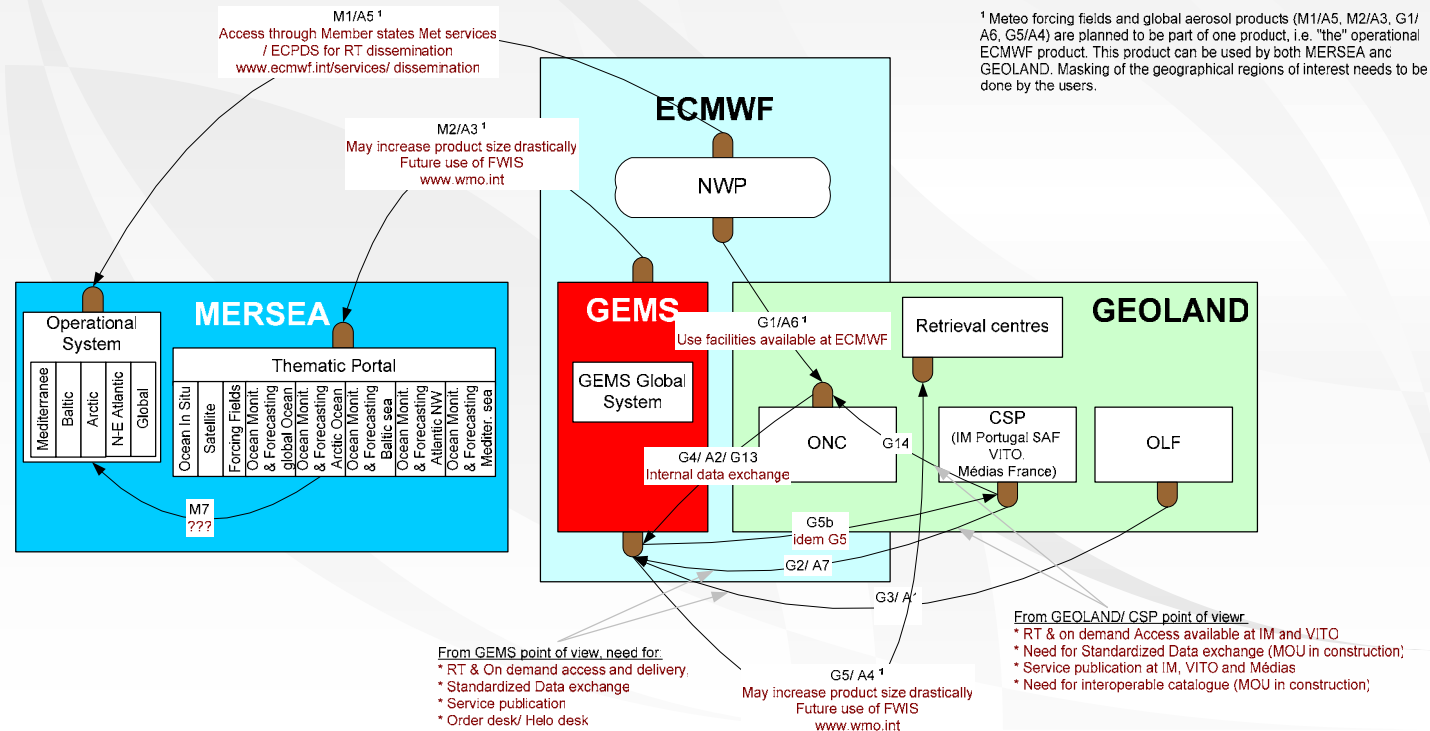 M1/A5 ¹
Access through Member states Met services
/ ECPDS for RT dissemination
www.ecmwf.int/services/ dissemination
¹ Meteo forcing fields and global aerosol products (M1/A5, M2/A3, G1/
A6, G5/A4) are planned to be part of one product, i.e. "the" operational
ECMWF product. This product can be used by both MERSEA and
GEOLAND. Masking of the geographical regions of interest needs to be
done by the users.
ECMWF
M2/A3 ¹
May increase product size drastically
Future use of FWIS
www.wmo.int
NWP
MERSEA
Operational
System
Mediterranee
Baltic
Arctic
N-E Atlantic
Global
Thematic Portal
Ocean In Situ
Satellite
Forcing Fields
Ocean Monit.
& Forecasting
global Ocean
Ocean Monit.
& Forecasting
Arctic Ocean
Ocean Monit.
& Forecasting
Baltic sea
Ocean Monit.
& Forecasting
Atlantic NW
Ocean Monit.
& Forecasting
Mediter. sea
M7
???
GEMS
GEMS Global
System
GEOLAND
G1/A6 ¹
Use facilities available at ECMWF
Retrieval centres
ONC
CSP
(IM Portugal SAF
VITO.
Médias France)
OLF
G14
G4/ A2/ G13
Internal data exchange
G5b
idem G5
G2/ A7
G3/ A1
From GEMS point of view, need for:
* RT & On demand access and delivery,
* Standardized Data exchange
* Service publication
* Order desk/ Helo desk
G5/ A4 ¹
May increase product size drastically
Future use of FWIS
www.wmo.int
From GEOLAND/ CSP point of view:
* RT & on demand Access available at IM and VITO
* Need for Standardized Data exchange (MOU in construction)
* Service publication at IM, VITO and Médias
* Need for interoperable catalogue (MOU in construction)